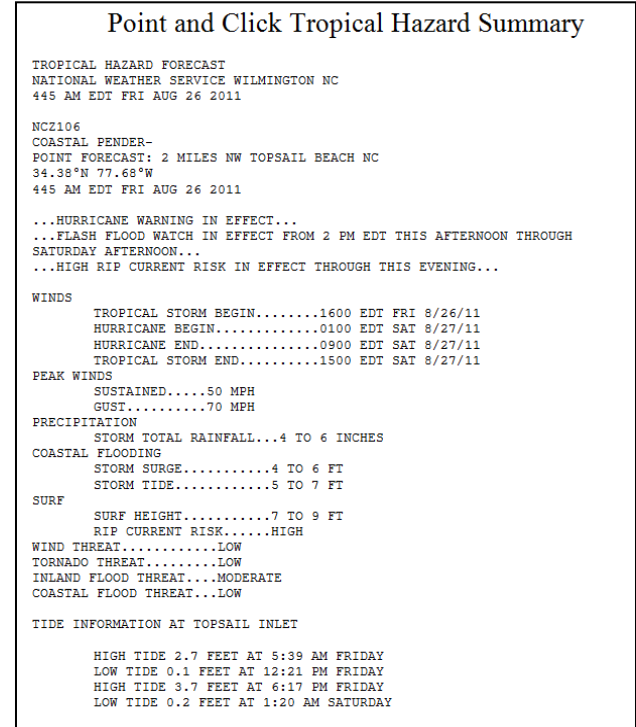 Point and Click Tropical Hazard Summary
TROPICAL HAZARD FORECAST
NATIONAL WEATHER SERVICE WILMINGTON NC
445 AM EDT FRI AUG 26 2011
NCZ106
COASTAL PENDER-
POINT FORECAST: 2 MILES NW TOPSAIL BEACH NC
34.38°N 77.68°W
445 AM EDT FRI AUG 26 2011
...HURRICANE WARNING IN EFFECT...
...FLASH FLOOD WATCH IN EFFECT FROM 2 PM EDT THIS AFTERNOON THROUGH
SATURDAY AFTERNOON...
...HIGH RIP CURRENT RISK IN EFFECT THROUGH THIS EVENING...
WINDS
TROPICAL STORM BEGIN........1600 EDT FRI 8/26/11
HURRICANE BEGIN.............0100 EDT SAT 8/27/11
HURRICANE END...............0900 EDT SAT 8/27/11
TROPICAL STORM END..........1500 EDT SAT 8/27/11
PEAK WINDS
SUSTAINED.....50 MPH
GUST..........70 MPH
PRECIPITATION
STORM TOTAL RAINFALL...4 TO 6 INCHES
COASTAL FLOODING
STORM SURGE...........4 TO 6 FT
STORM TIDE............5 TO 7 FT
SURF
SURF HEIGHT...........7 TO 9 FT
RIP CURRENT RISK......HIGH
WIND THREAT............LOW
TORNADO THREAT.........LOW
INLAND FLOOD THREAT....MODERATE
COASTAL FLOOD THREAT...LOW
TIDE INFORMATION AT TOPSAIL INLET
HIGH TIDE 2.7 FEET AT 5:39 AM FRIDAY
LOW TIDE 0.1 FEET AT 12:21 PM FRIDAY
HIGH TIDE 3.7 FEET AT 6:17 PM FRIDAY
LOW TIDE 0.2 FEET AT 1:20 AM SATURDAY